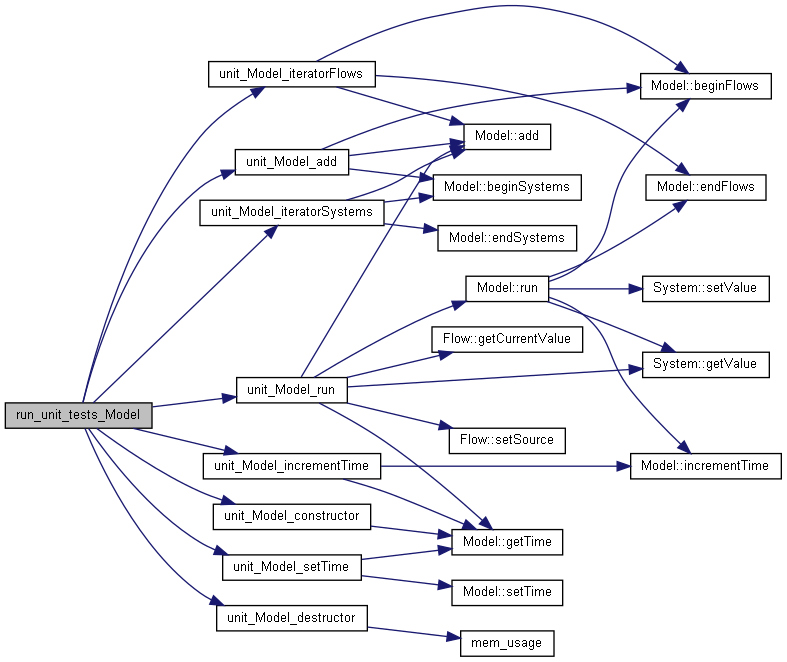 unit_Model_iteratorFlows
Model::beginFlows
Model::add
unit_Model_add
Model::beginSystems
Model::endFlows
unit_Model_iteratorSystems
Model::endSystems
Model::run
System::setValue
Flow::getCurrentValue
System::getValue
unit_Model_run
run_unit_tests_Model
Flow::setSource
unit_Model_incrementTime
Model::incrementTime
unit_Model_constructor
Model::getTime
unit_Model_setTime
Model::setTime
unit_Model_destructor
mem_usage